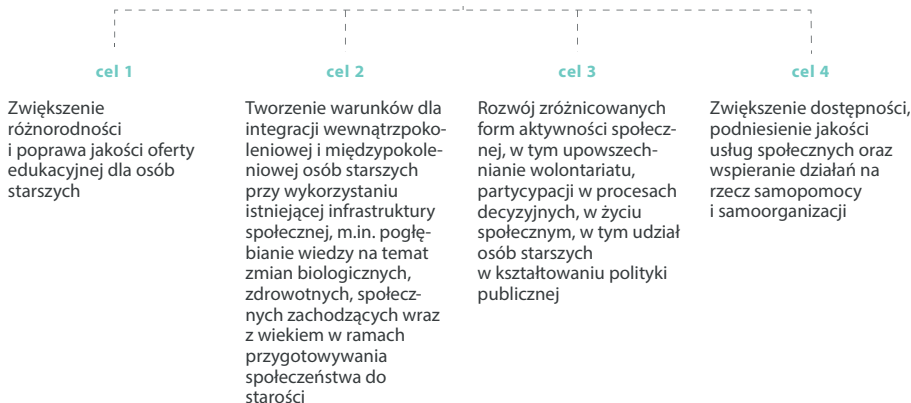 cel 1
Zwiększenie
różnorodności
i poprawa jakości oferty
edukacyjnej dla osób
starszych
cel 2
Tworzenie warunków dla
integracji wewnątrzpoko-
leniowej i międzypokole-
niowej osób starszych
przy wykorzystaniu
istniejącej infrastruktury
społecznej, m.in. pogłę-
bianie wiedzy na temat
zmian biologicznych,
zdrowotnych, społecz-
nych zachodzących wraz
z wiekiem w ramach
przygotowywania
społeczeństwa do
starości
cel 3
Rozwój zróżnicowanych
form aktywności społecz-
nej, w tym upowszech-
nianie wolontariatu,
partycypacji w procesach
decyzyjnych, w życiu
społecznym, w tym udział
osób starszych
w kształtowaniu polityki
publicznej
cel 4
Zwiększenie dostępności,
podniesienie jakości
usług społecznych oraz
wspieranie działań na
rzecz samopomocy
i samoorganizacji